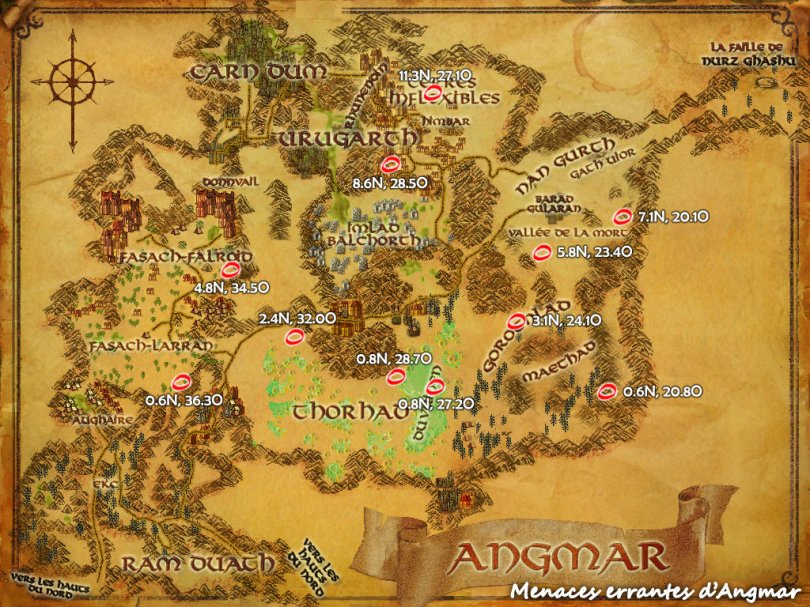 LA FAILLE DE
NURZ GHASHU
CARN DÛM
11.3N, 27.1O
TERRES
INFLEXIBLES
HIMBAR
URUGARTH
NAN GURTH
GATH UIOR
8.6N, 28.5O
DONNVAIL
BARAD
GULARAN
7.1N, 20.1O
IMLAD
BALCHORTH
VALLÉE DE LA MORT
5.8N, 23.4O
FASACH-FALROID
4.8N, 34.5O
2.4N, 32.0O
3.1N, 24.1O
GOROTHLAD
FASACH-LARRAN
0.8N, 28.7O
MAETHAD
0.6N, 36.3O
0.8N, 27.2O
0.6N, 20.8O
THORHAD
AUGHAIRE
RAM DUATH
VERS LES
HAUTS
DU NORD
VERS LES HAUTS
DU NORD
ANGMAR
Menaces errantes d'Angmar